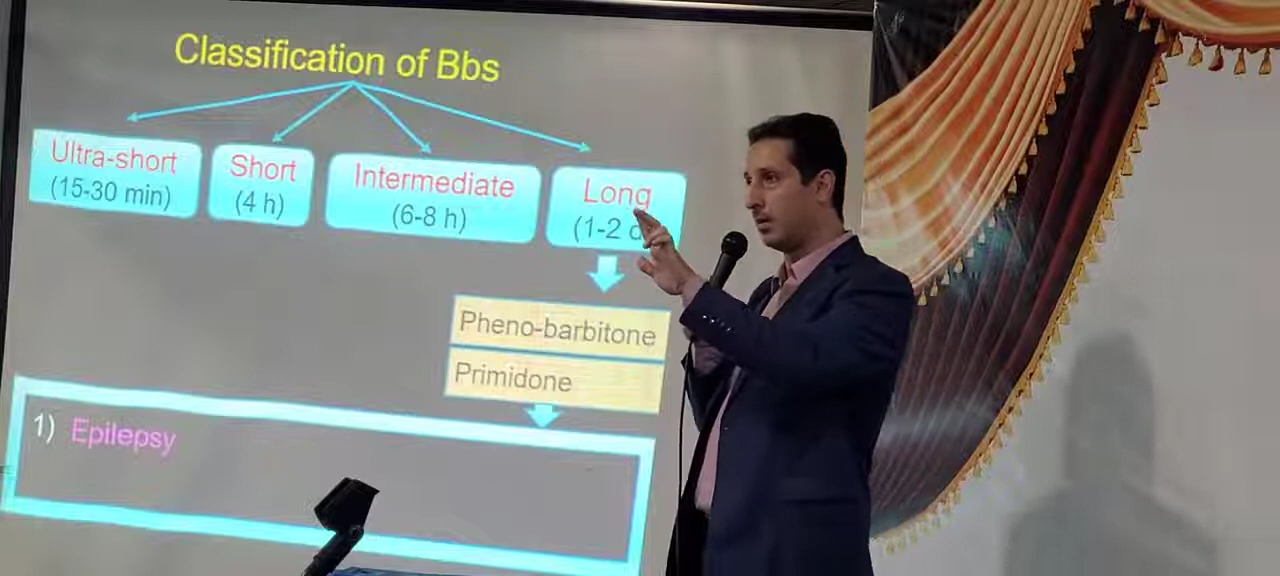 Classification of Bbs
Ultra-short
(15-30 min)
Short
(4 h)
Intermediate
(6-8 h)
Long
(1-2 d
Pheno-barbitone
Primidone
1) Epilepsy